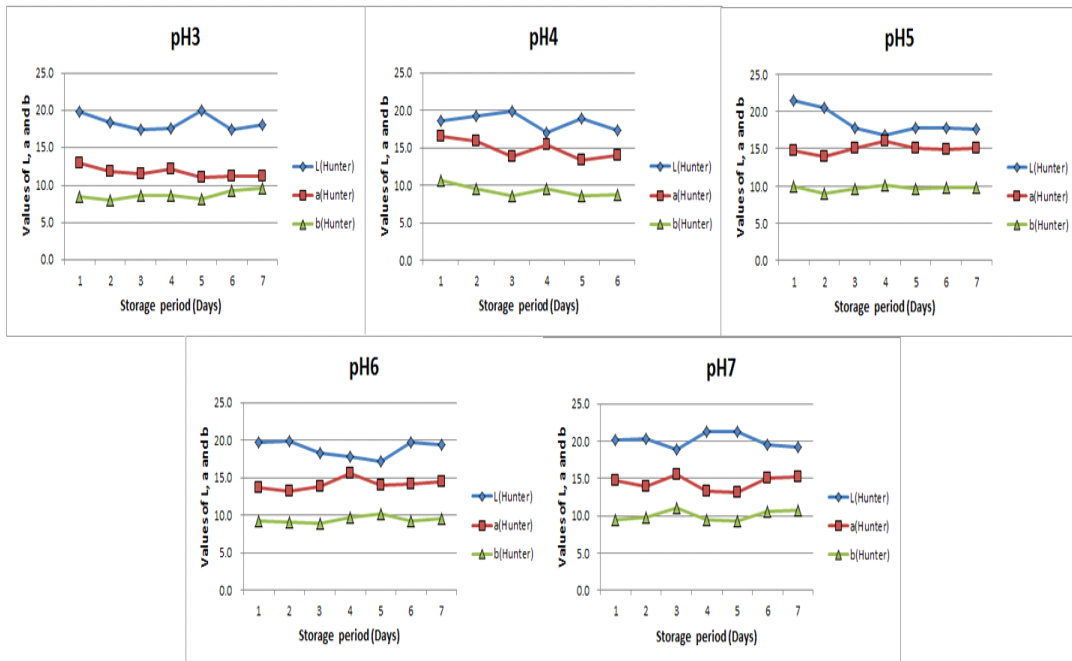 pH3
Values of L, a and b
25.0
20.0
15.0
10.0
5.0
0.0
1 2 3 4 5 6 7
Storage period (Days)
L(Hunter)
a(Hunter)
b(Hunter)
pH4
Values of L, a and b
25.0
20.0
15.0
10.0
5.0
0.0
1 2 3 4 5 6
Storage period (Days)
L(Hunter)
a(Hunter)
b(Hunter)
pH5
Values of L, a and b
25.0
20.0
15.0
10.0
5.0
0.0
1 2 3 4 5 6 7
Storage period (Days)
L(Hunter)
a(Hunter)
b(Hunter)
pH6
Values of L, a and b
25.0
20.0
15.0
10.0
5.0
0.0
1 2 3 4 5 6 7
Storage period (Days)
L(Hunter)
a(Hunter)
b(Hunter)
pH7
Values of L, a and b
25.0
20.0
15.0
10.0
5.0
0.0
1 2 3 4 5 6 7
Storage period (Days)
L(Hunter)
a(Hunter)
b(Hunter)